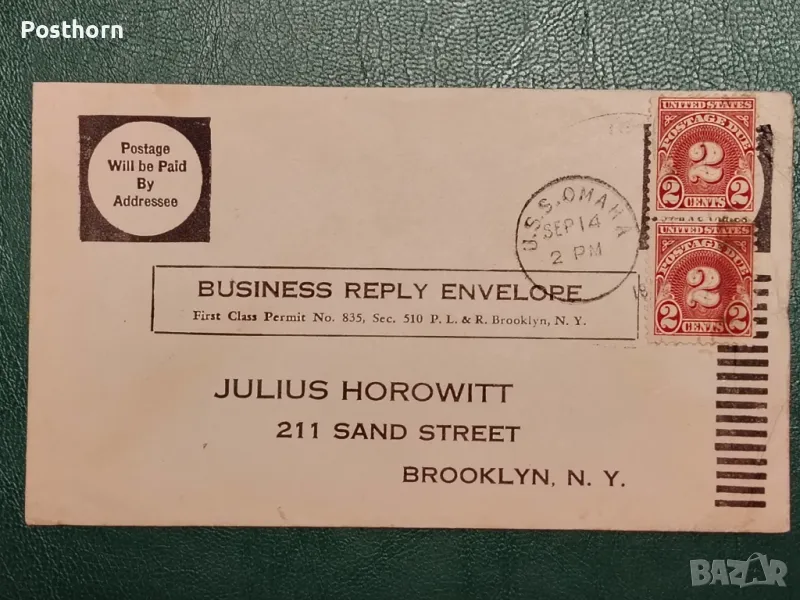 Posthorn
Postage
Will be Paid
By
Addressee
U.S.S. OMAHA
SEP 14
2 PM
UNITED STATES
POSTAGE DUE
2
2 CENTS 2
UNITED STATES
POSTAGE DUE
2
2 CENTS 2
BUSINESS REPLY ENVELOPE
First Class Permit No. 835, Sec. 510 P. L. & R. Brooklyn, N. Y.
JULIUS HOROWITT
211 SAND STREET
BROOKLYN, N. Y.
BAZAR